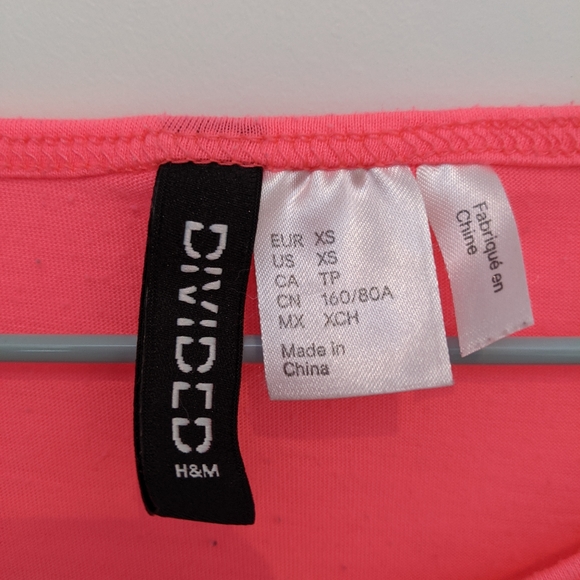 DIVIDED
H&M
EUR XS
US XS
CA TP
CN 160/80A
MX XCH
Made in
China
Fabriqué en
Chine